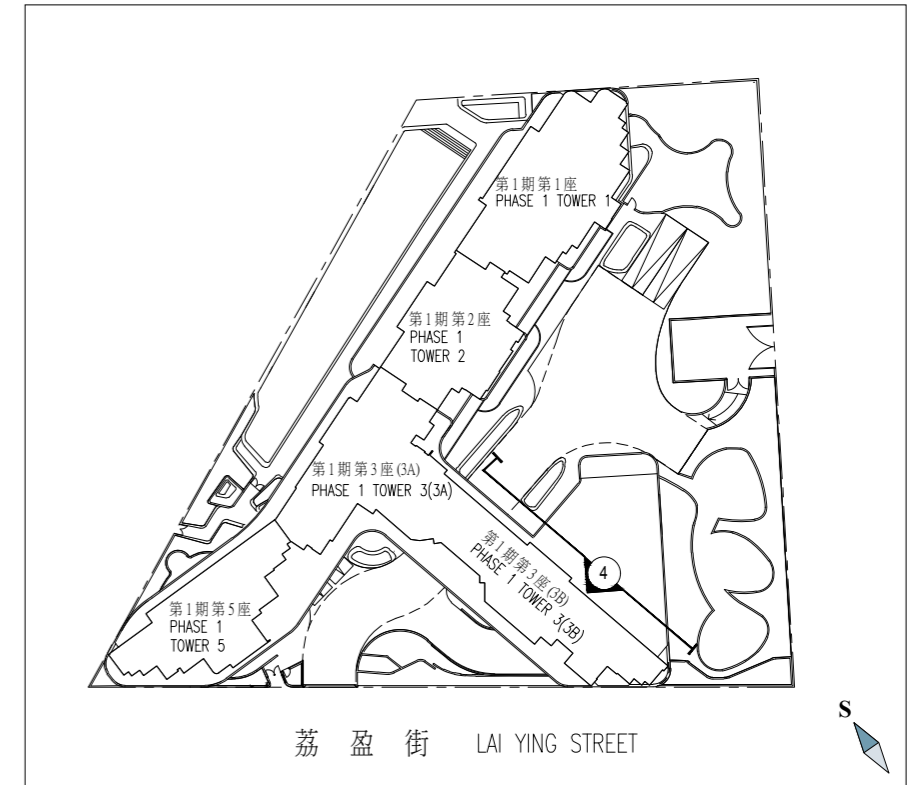 第1期第1座
PHASE 1 TOWER 1
第1期第2座
PHASE 1
TOWER 2
第1期第3座(3A)
PHASE 1 TOWER 3(3A)
第1期第3座(3B)
PHASE 1 TOWER 3(3B)
4
第1期第5座
PHASE 1
TOWER 5
荔盈街 LAI YING STREET
S